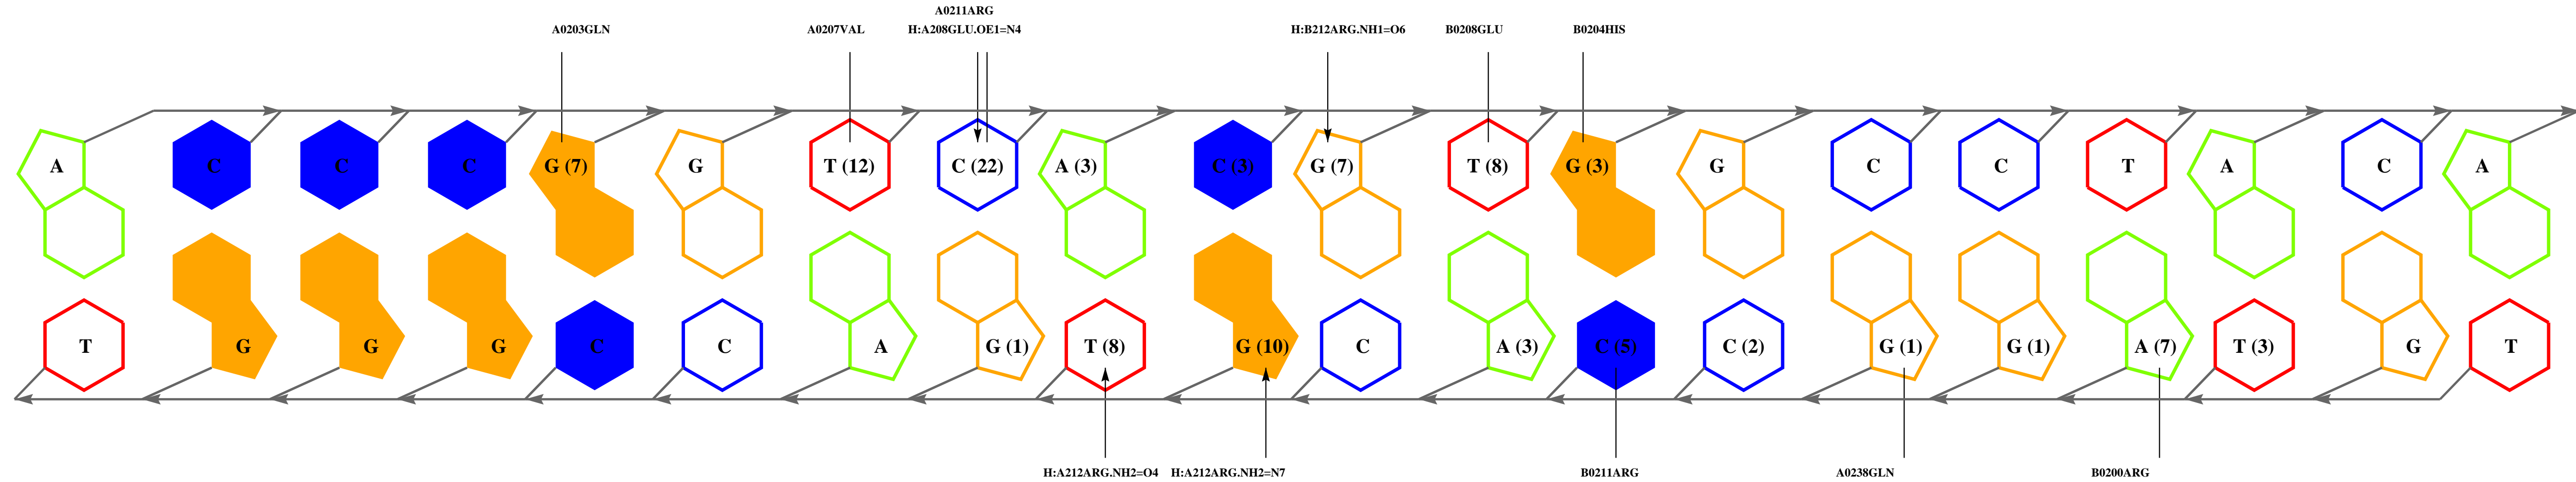 A0211ARG
A0203GLN A0207VAL H:A208GLU.OE1=N4 H:B212ARG.NH1=O6 B0208GLU B0204HIS
A C C C G (7) G T (12) C (22) A (3) C (3) G (7) T (8) G (3) G C C T A C A
T G G G C C A G (1) T (8) G (10) C A (3) C (5) C (2) G (1) G (1) A (7) T (3) G T
H:A212ARG.NH2=O4 H:A212ARG.NH2=N7 B0211ARG A0238GLN B0200ARG